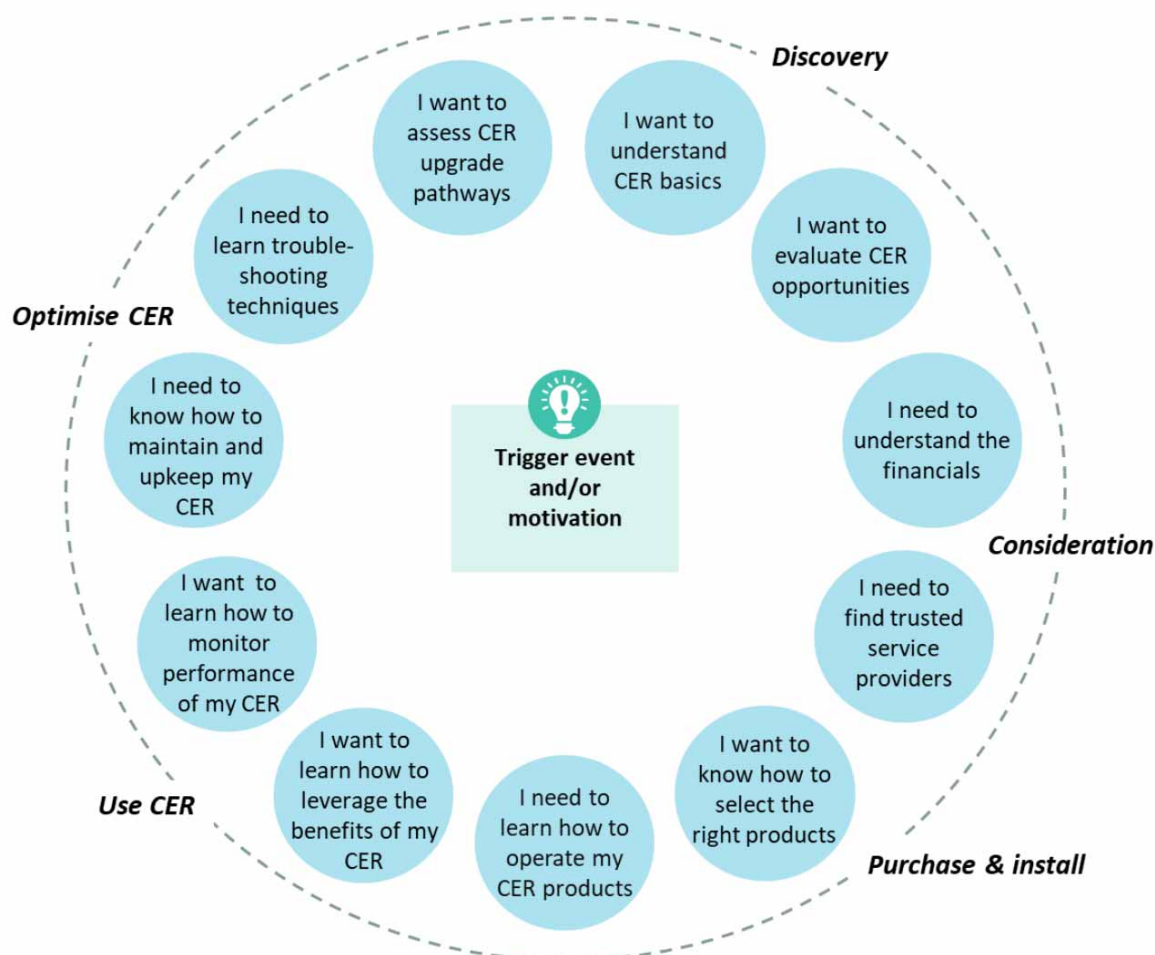 Discovery
I want to
understand
CER basics
I want to
evaluate CER
opportunities
I need to
understand the
financials
Consideration
I need to
find trusted
service
providers
I want to
know how to
select the
right products
Purchase & install
I need to
learn how to
operate my
CER products
I want to
learn how to
leverage the
benefits of my
CER
Use CER
I want to
learn how to
monitor
performance
of my CER
I need to
know how to
maintain and
upkeep my
CER
Optimise CER
I need to
learn trouble-
shooting
techniques
I want to
assess CER
upgrade
pathways
Trigger event
and/or
motivation